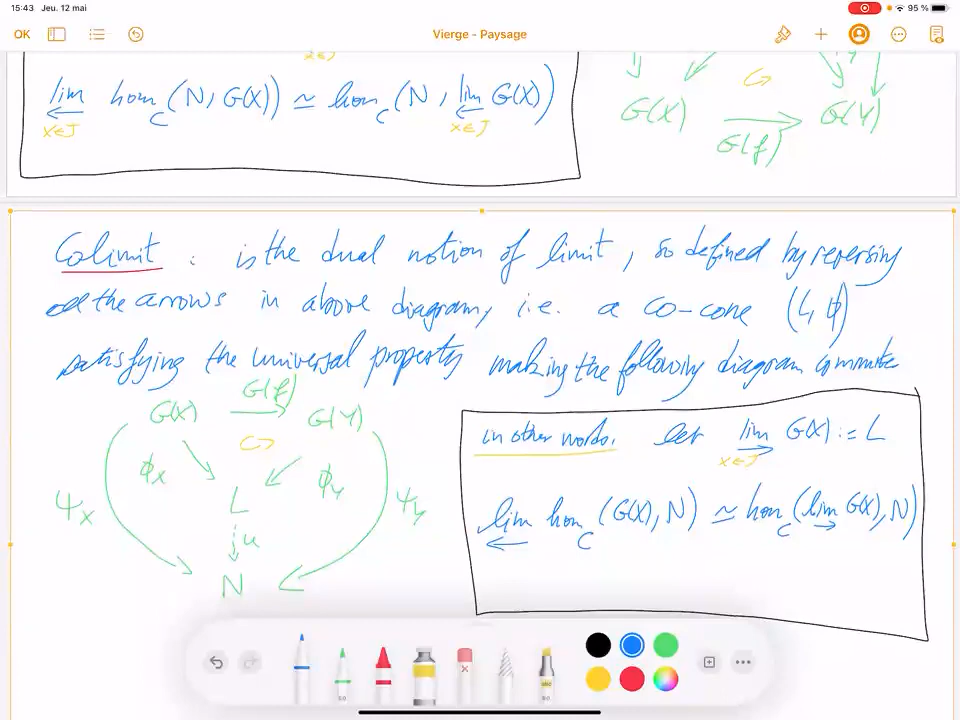 15:43 Jeu. 12 mai
95 %
OK
Vierge - Paysage
x∈J
lim hom_C (N, G(X)) ≃ hom_C (N, lim G(X))
x∈J x∈J
G(X) G(Y)
G(f)
Colimit : is the dual notion of limit, so defined by reversing
all the arrows in above diagram, i.e. a co-cone (L, ϕ)
satisfying the universal property making the following diagram commute
G(f)
G(X) G(Y)
in other words. let lim G(X) := L
x∈J
ϕx ϕy
L
ψx ψy
lim hom_C (G(X), N) ≃ hom_C (lim G(X), N)
← →
∃u
N